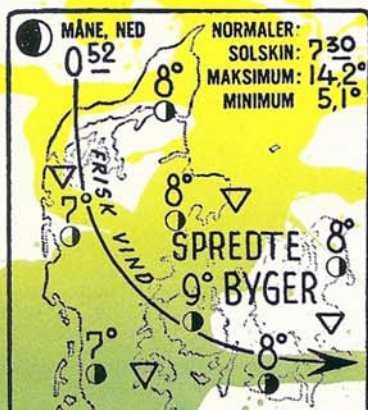 MÅNE, NED
0 52
NORMALER:
SOLSKIN: 7 30
MAKSIMUM: 14,2°
MINIMUM 5,1°
8°
FRISK VIND
7°
8°
SPREDTE
BYGER
8°
9°
7°
8°